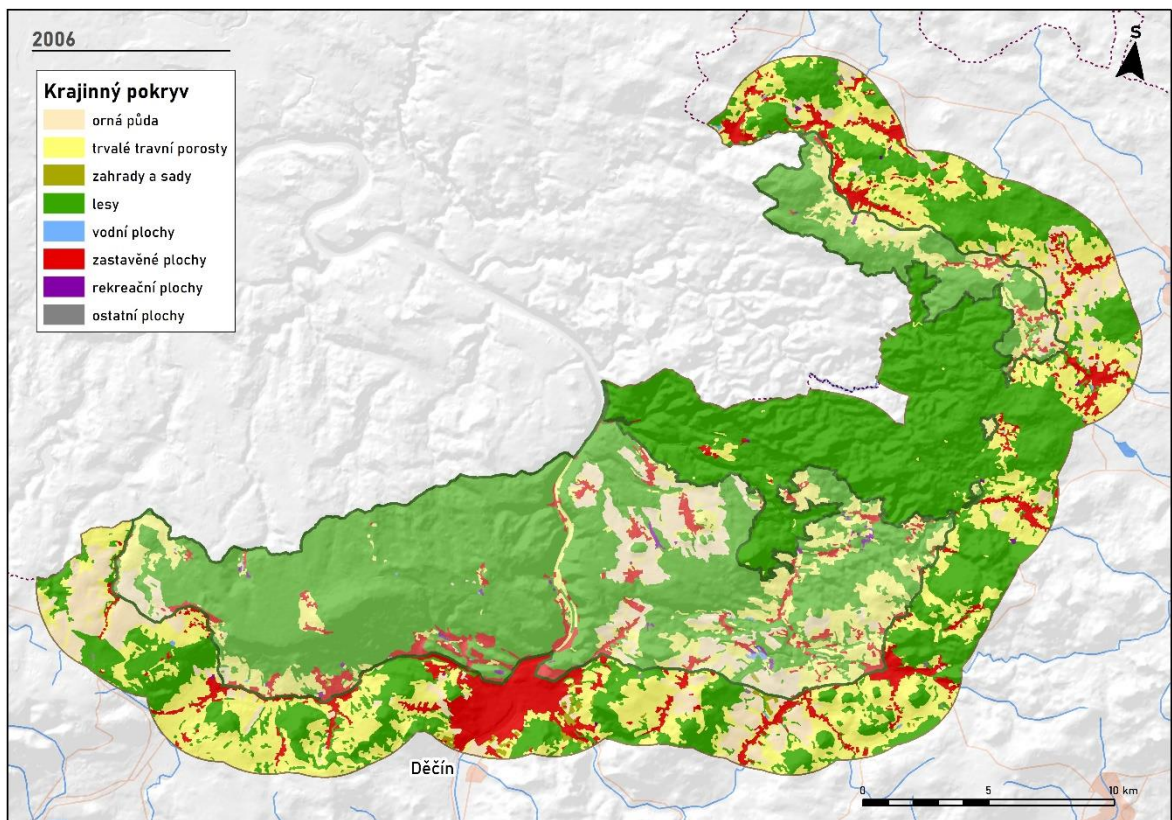 2006
S
Krajinný pokryv
orná půda
trvalé travní porosty
zahrady a sady
lesy
vodní plochy
zastavěné plochy
rekreační plochy
ostatní plochy
Děčín
0 5 10 km